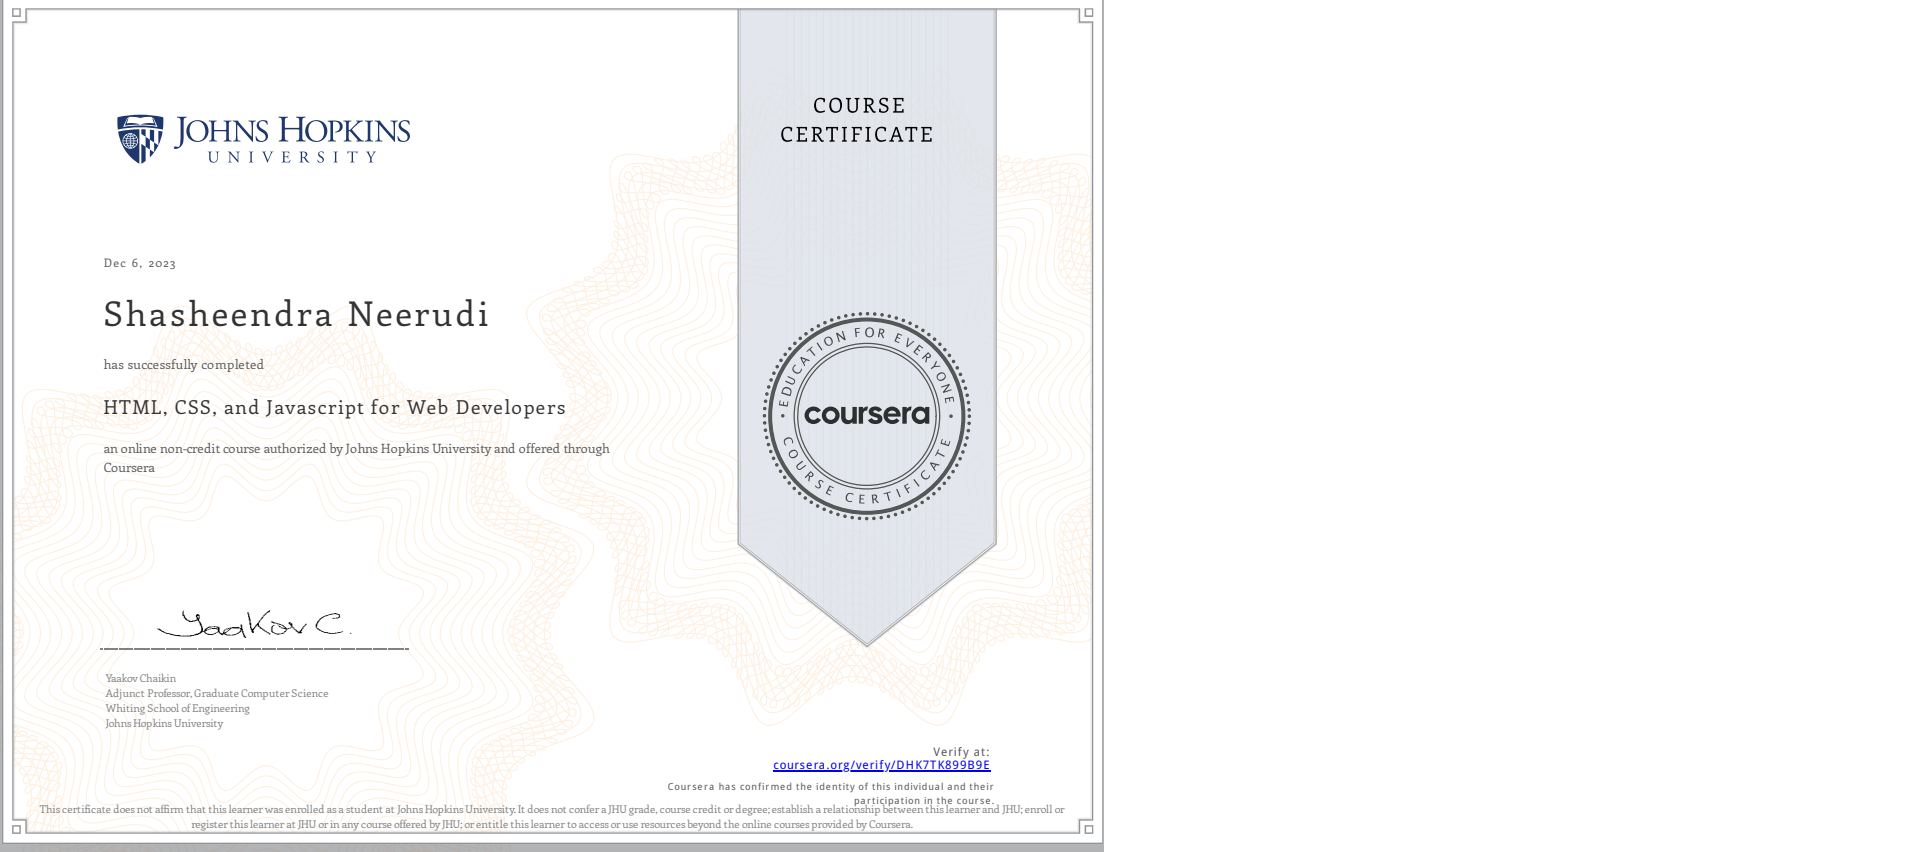 JOHNS HOPKINS
UNIVERSITY
COURSE
CERTIFICATE
Dec 6, 2023
Shasheendra Neerudi
has successfully completed
HTML, CSS, and Javascript for Web Developers
an online non-credit course authorized by Johns Hopkins University and offered through
Coursera
EDUCATION FOR EVERYONE
coursera
COURSE CERTIFICATE
Yaakov C.
Yaakov Chaikin
Adjunct Professor, Graduate Computer Science
Whiting School of Engineering
Johns Hopkins University
Verify at:
coursera.org/verify/DHK7TK899B9E
Coursera has confirmed the identity of this individual and their
participation in the course.
This certificate does not affirm that this learner was enrolled as a student at Johns Hopkins University. It does not confer a JHU grade, course credit or degree; establish a relationship between this learner and JHU; enroll or
register this learner at JHU or in any course offered by JHU; or entitle this learner to access or use resources beyond the online courses provided by Coursera.